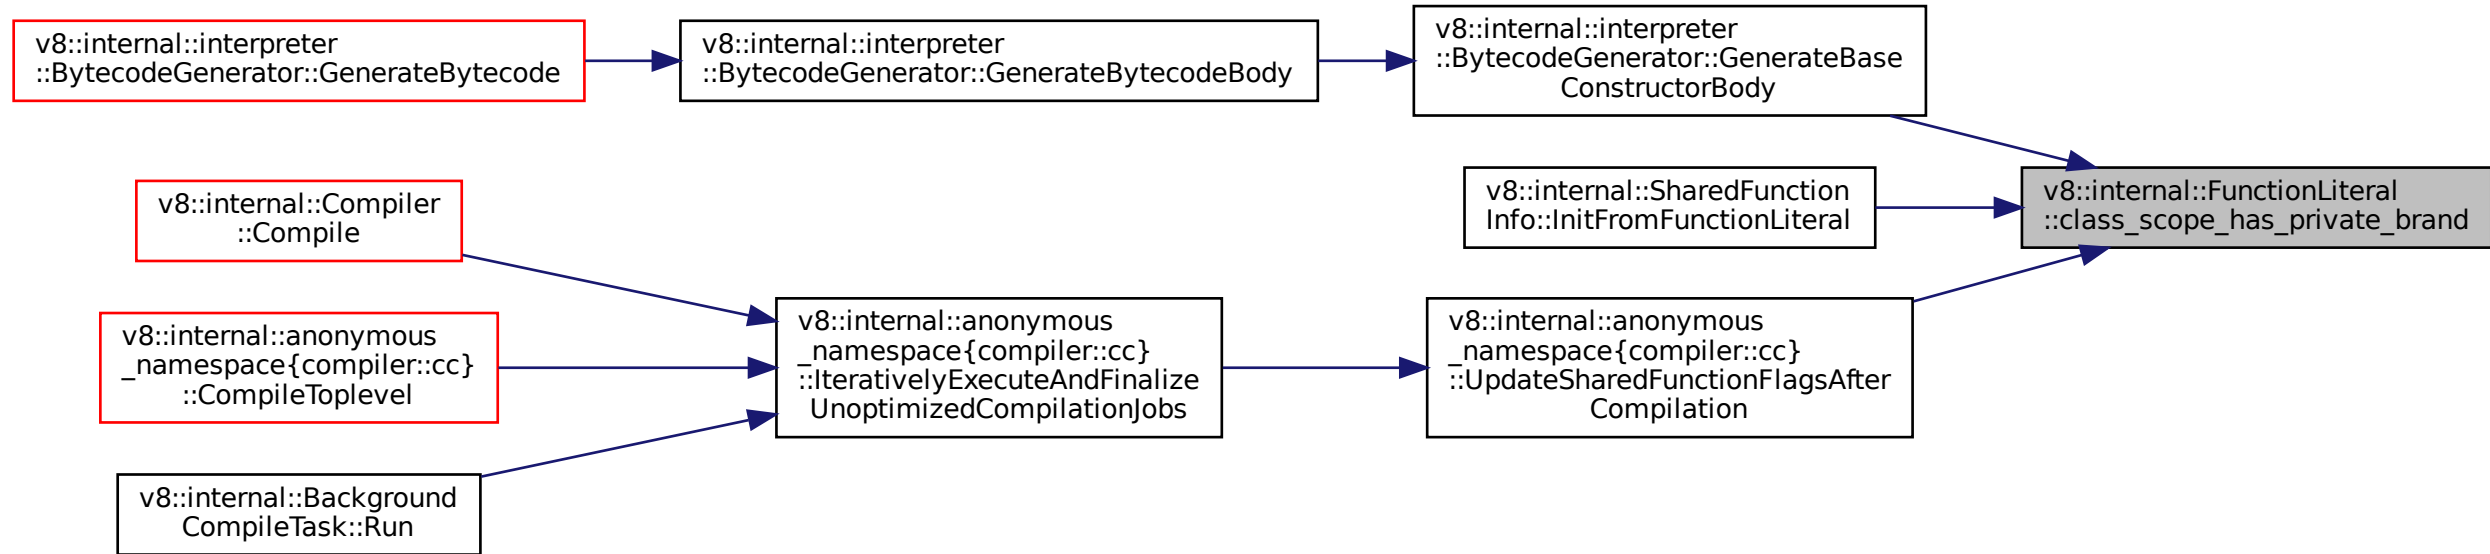 v8::internal::interpreter
::BytecodeGenerator::GenerateBytecode
v8::internal::interpreter
::BytecodeGenerator::GenerateBytecodeBody
v8::internal::interpreter
::BytecodeGenerator::GenerateBase
ConstructorBody
v8::internal::SharedFunction
Info::InitFromFunctionLiteral
v8::internal::FunctionLiteral
::class_scope_has_private_brand
v8::internal::Compiler
::Compile
v8::internal::anonymous
_namespace{compiler::cc}
::CompileToplevel
v8::internal::anonymous
_namespace{compiler::cc}
::IterativelyExecuteAndFinalize
UnoptimizedCompilationJobs
v8::internal::anonymous
_namespace{compiler::cc}
::UpdateSharedFunctionFlagsAfter
Compilation
v8::internal::Background
CompileTask::Run